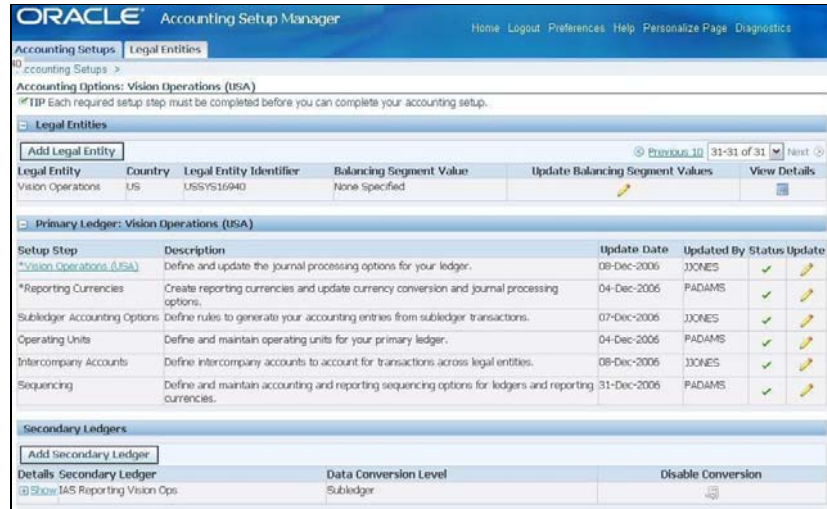 ORACLE Accounting Setup Manager
Home Logout Preferences Help Personalize Page Diagnostics
Accounting Setups Legal Entities
ccounting Setups >
Accounting Options: Vision Operations (USA)
TIP Each required setup step must be completed before you can complete your accounting setup.
Legal Entities
Add Legal Entity Previous 10 31-31 of 31 Next
Legal Entity Country Legal Entity Identifier Balancing Segment Value Update Balancing Segment Values View Details
Vision Operations US USSYS16940 None Specified
Primary Ledger: Vision Operations (USA)
Setup Step Description Update Date Updated By Status Update
*Vision Operations (USA) Define and update the journal processing options for your ledger. 08-Dec-2006 JJONES
*Reporting Currencies Create reporting currencies and update currency conversion and journal processing options. 04-Dec-2006 PADAMS
Subledger Accounting Options Define rules to generate your accounting entries from subledger transactions. 07-Dec-2006 JJONES
Operating Units Define and maintain operating units for your primary ledger. 04-Dec-2006 PADAMS
Intercompany Accounts Define intercompany accounts to account for transactions across legal entities. 08-Dec-2006 JJONES
Sequencing Define and maintain accounting and reporting sequencing options for ledgers and reporting currencies. 31-Dec-2006 PADAMS
Secondary Ledgers
Add Secondary Ledger
Details Secondary Ledger Data Conversion Level Disable Conversion
Show IAS Reporting Vision Ops Subledger